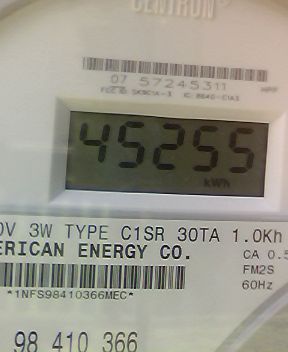 CENTRON
07 57245311
45255
kWh
0V 3W TYPE C1SR 30TA 1.0Kh
ERICAN ENERGY CO.
CA 0.5
FM2S
60Hz
*1NFS98410366MEC*
98 410 366